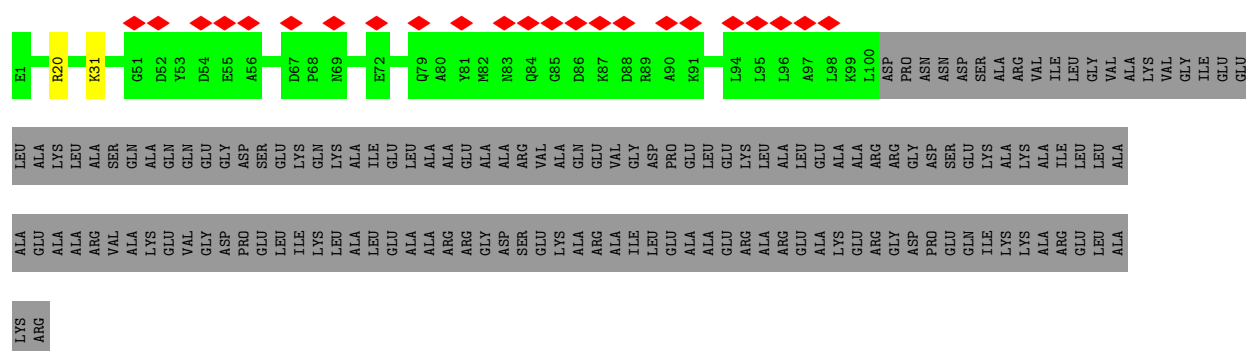 E1 R20 K31 G51 D52 Y53 D54 E55 A56 D67 P68 N69 E72 Q79 A80 Y81 M82 N83 Q84 G85 D86 K87 D88 R89 A90 K91 L94 L95 L96 A97 L98 K99 L100 ASP PRO ASN ASN ASP SER ALA ARG VAL ILE LEU GLY VAL ALA LYS VAL GLY ILE GLU GLU
LEU ALA LYS LEU ALA SER GLN ALA GLN GLN GLU GLY ASP SER GLU LYS GLN LYS ALA ILE GLU LEU ALA ALA GLU ALA ALA ARG VAL ALA GLN GLU VAL GLY ASP PRO GLU LEU GLU LYS LEU ALA LEU GLU ALA ALA ARG ARG GLY ASP SER GLU LYS ALA LYS ALA ILE LEU LEU ALA
ALA GLU ALA ALA ARG VAL ALA LYS GLU VAL GLY ASP PRO GLU LEU ILE LYS LEU ALA LEU GLU ALA ALA ARG ARG GLY ASP SER GLU LYS ALA ARG ALA ILE LEU GLU ALA ALA GLU ARG ALA ARG GLU ALA LYS GLU ARG GLY ASP PRO GLU GLN ILE LYS LYS ALA ARG GLU LEU ALA
LYS ARG